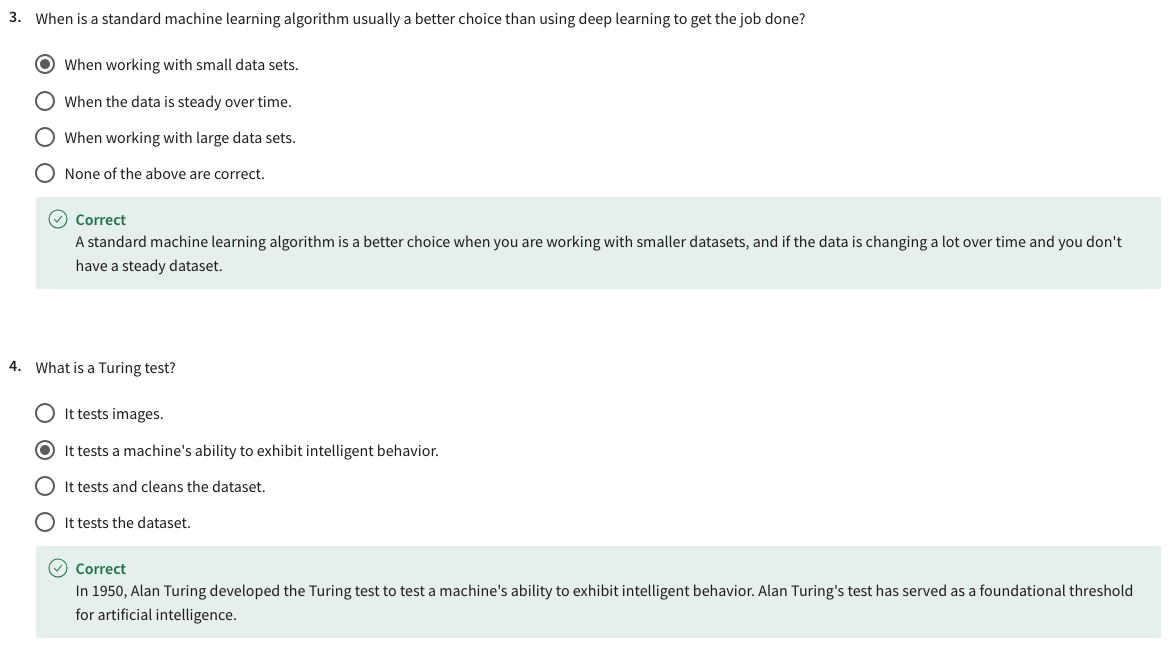 3. When is a standard machine learning algorithm usually a better choice than using deep learning to get the job done?
When working with small data sets.
When the data is steady over time.
When working with large data sets.
None of the above are correct.
Correct
A standard machine learning algorithm is a better choice when you are working with smaller datasets, and if the data is changing a lot over time and you don't
have a steady dataset.
4. What is a Turing test?
It tests images.
It tests a machine's ability to exhibit intelligent behavior.
It tests and cleans the dataset.
It tests the dataset.
Correct
In 1950, Alan Turing developed the Turing test to test a machine's ability to exhibit intelligent behavior. Alan Turing's test has served as a foundational threshold
for artificial intelligence.